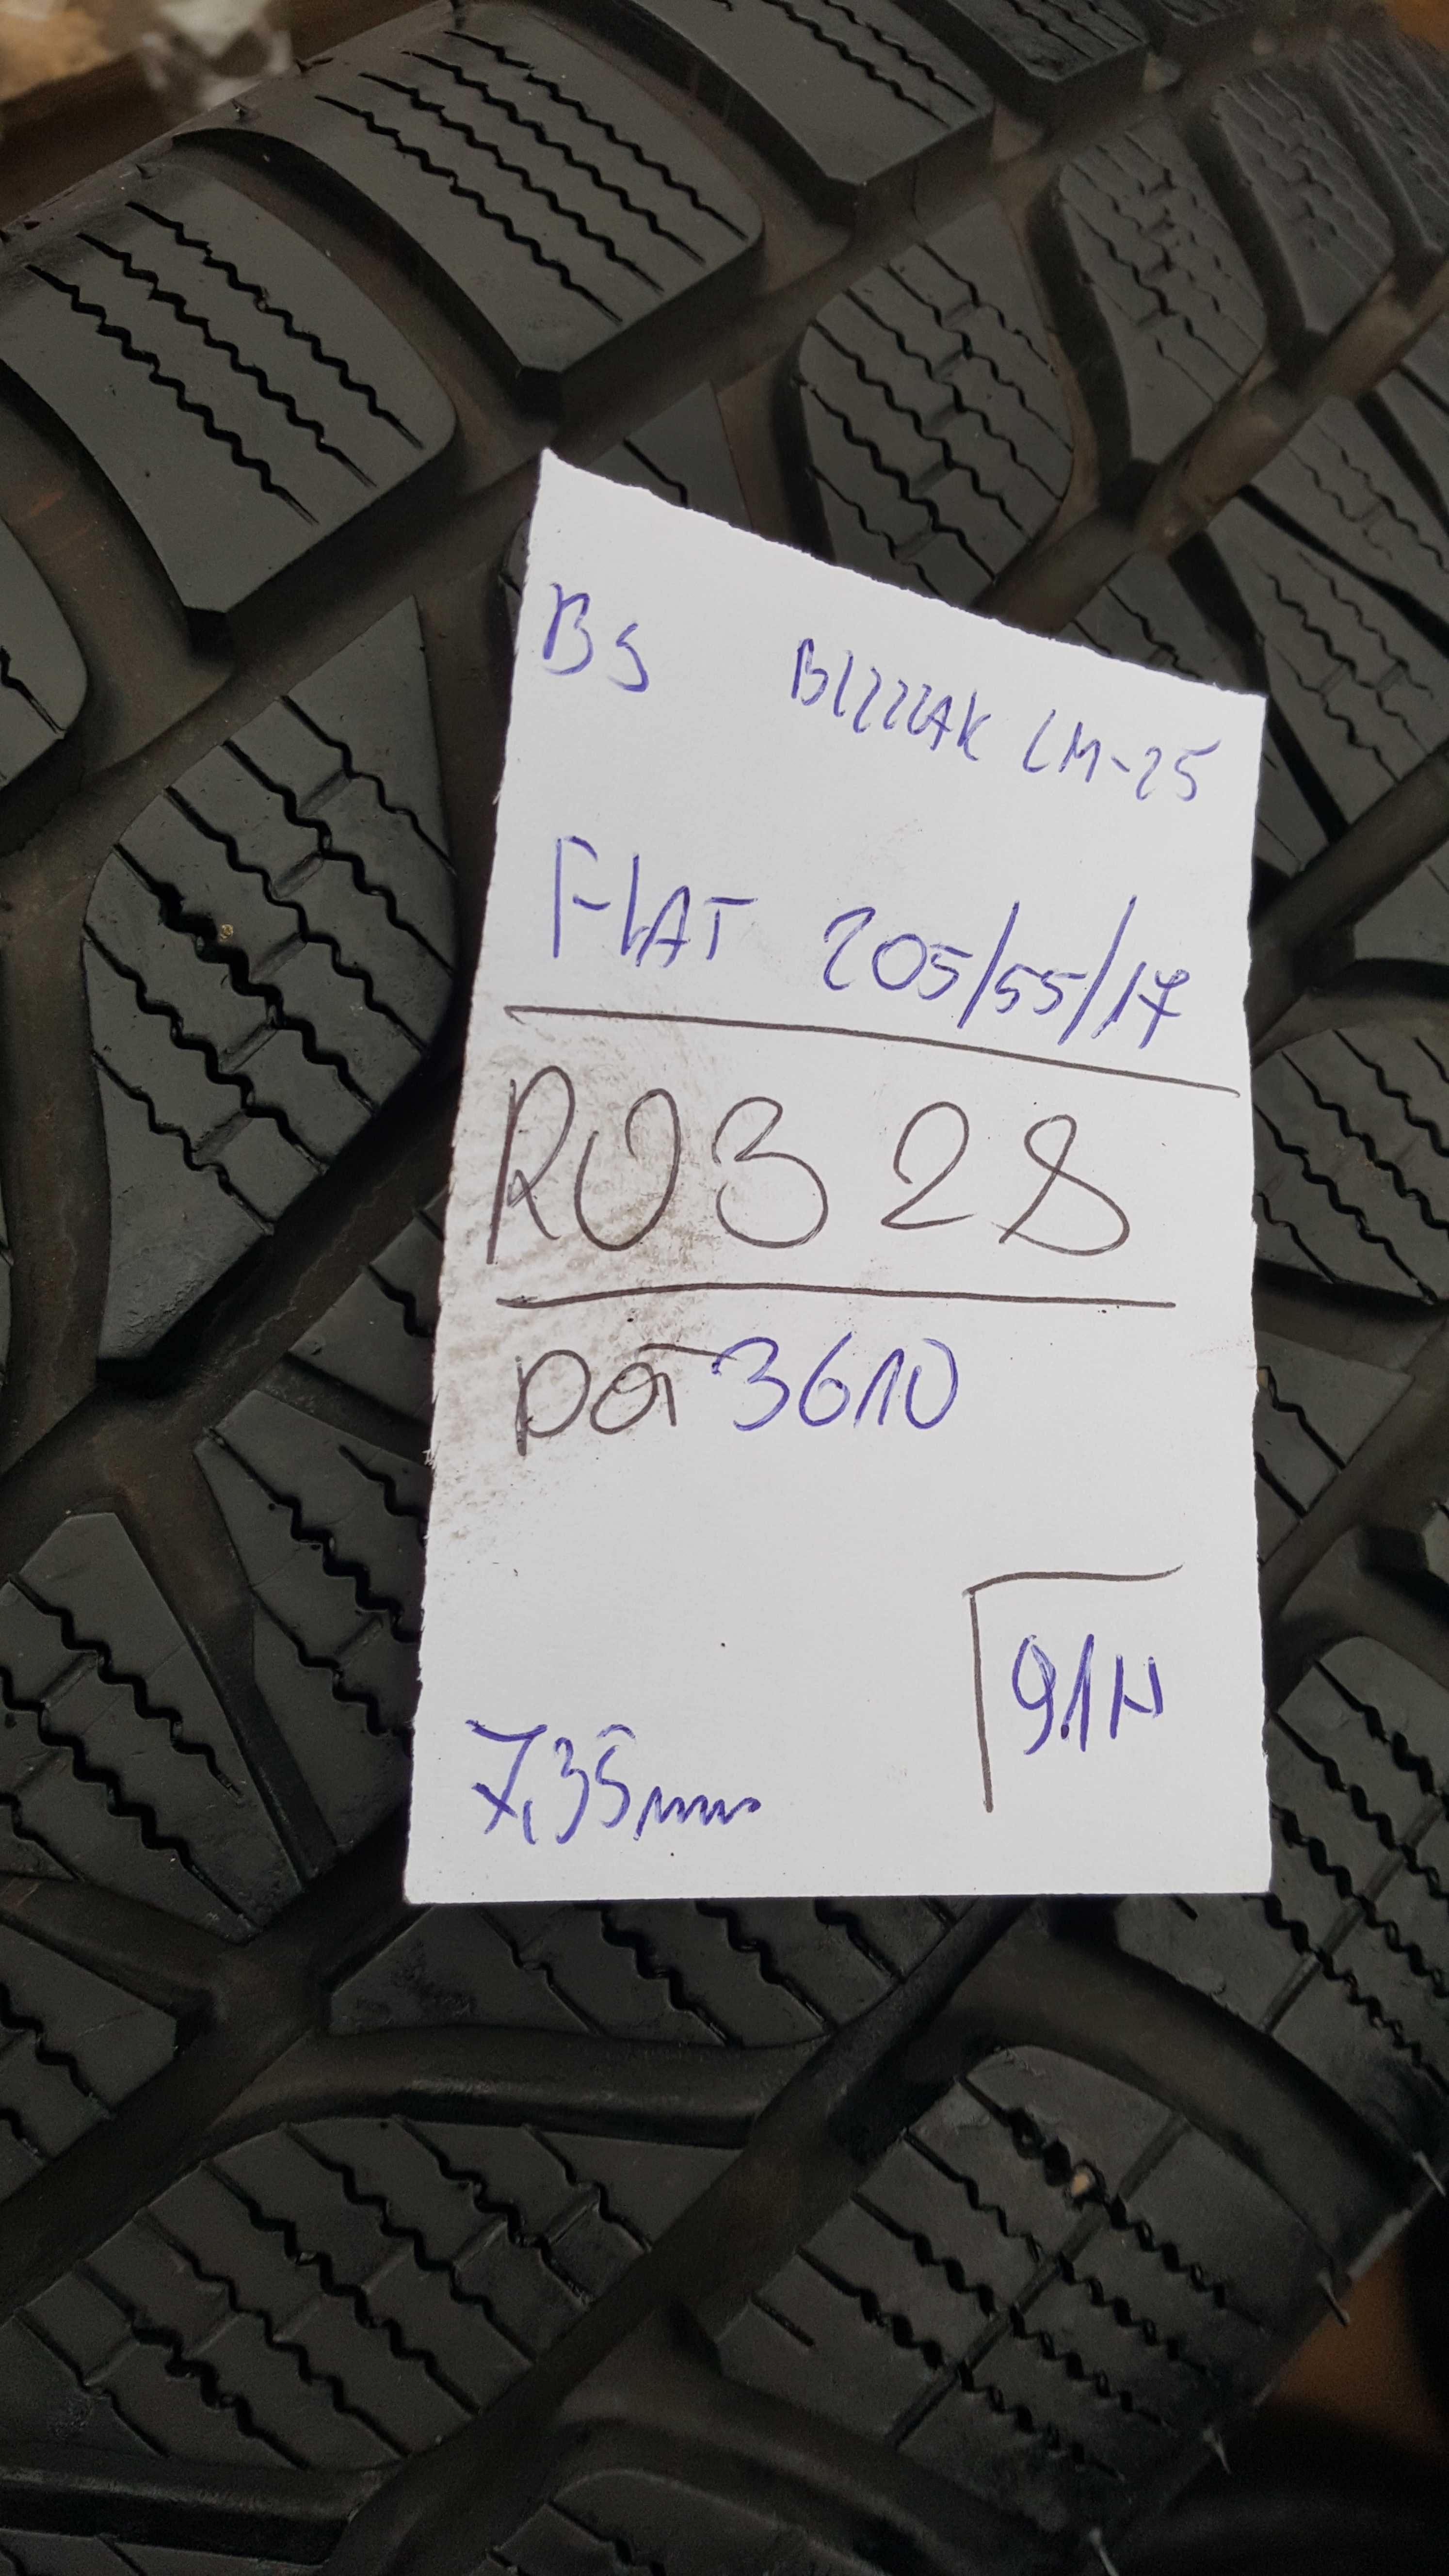 BS BLIZZAK LM-25
FLAT 205/55/17
R0328
DOT 3610
91H
7,35mm